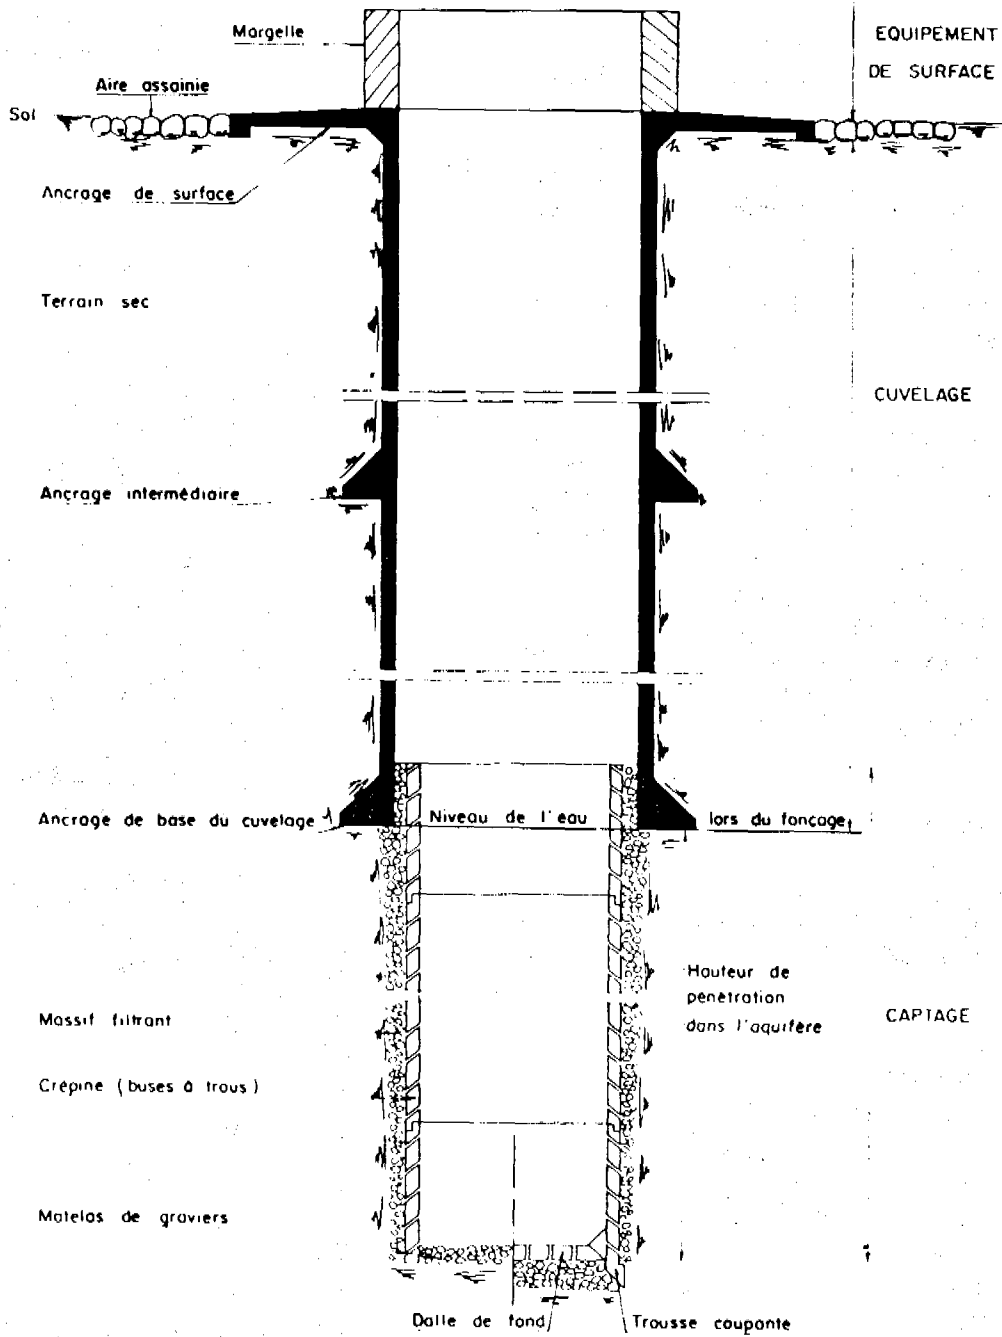 Margelle
EQUIPEMENT
DE SURFACE
Aire assainie
Sol
Ancrage de surface
Terrain sec
CUVELAGE
Ancrage intermédiaire
Ancrage de base du cuvelage
Niveau de l'eau
lors du fonçage
Hauteur de
pénétration
dans l'aquifère
CAPTAGE
Massif filtrant
Crépine (buses à trous)
Matelas de graviers
Dalle de fond
Trousse coupante